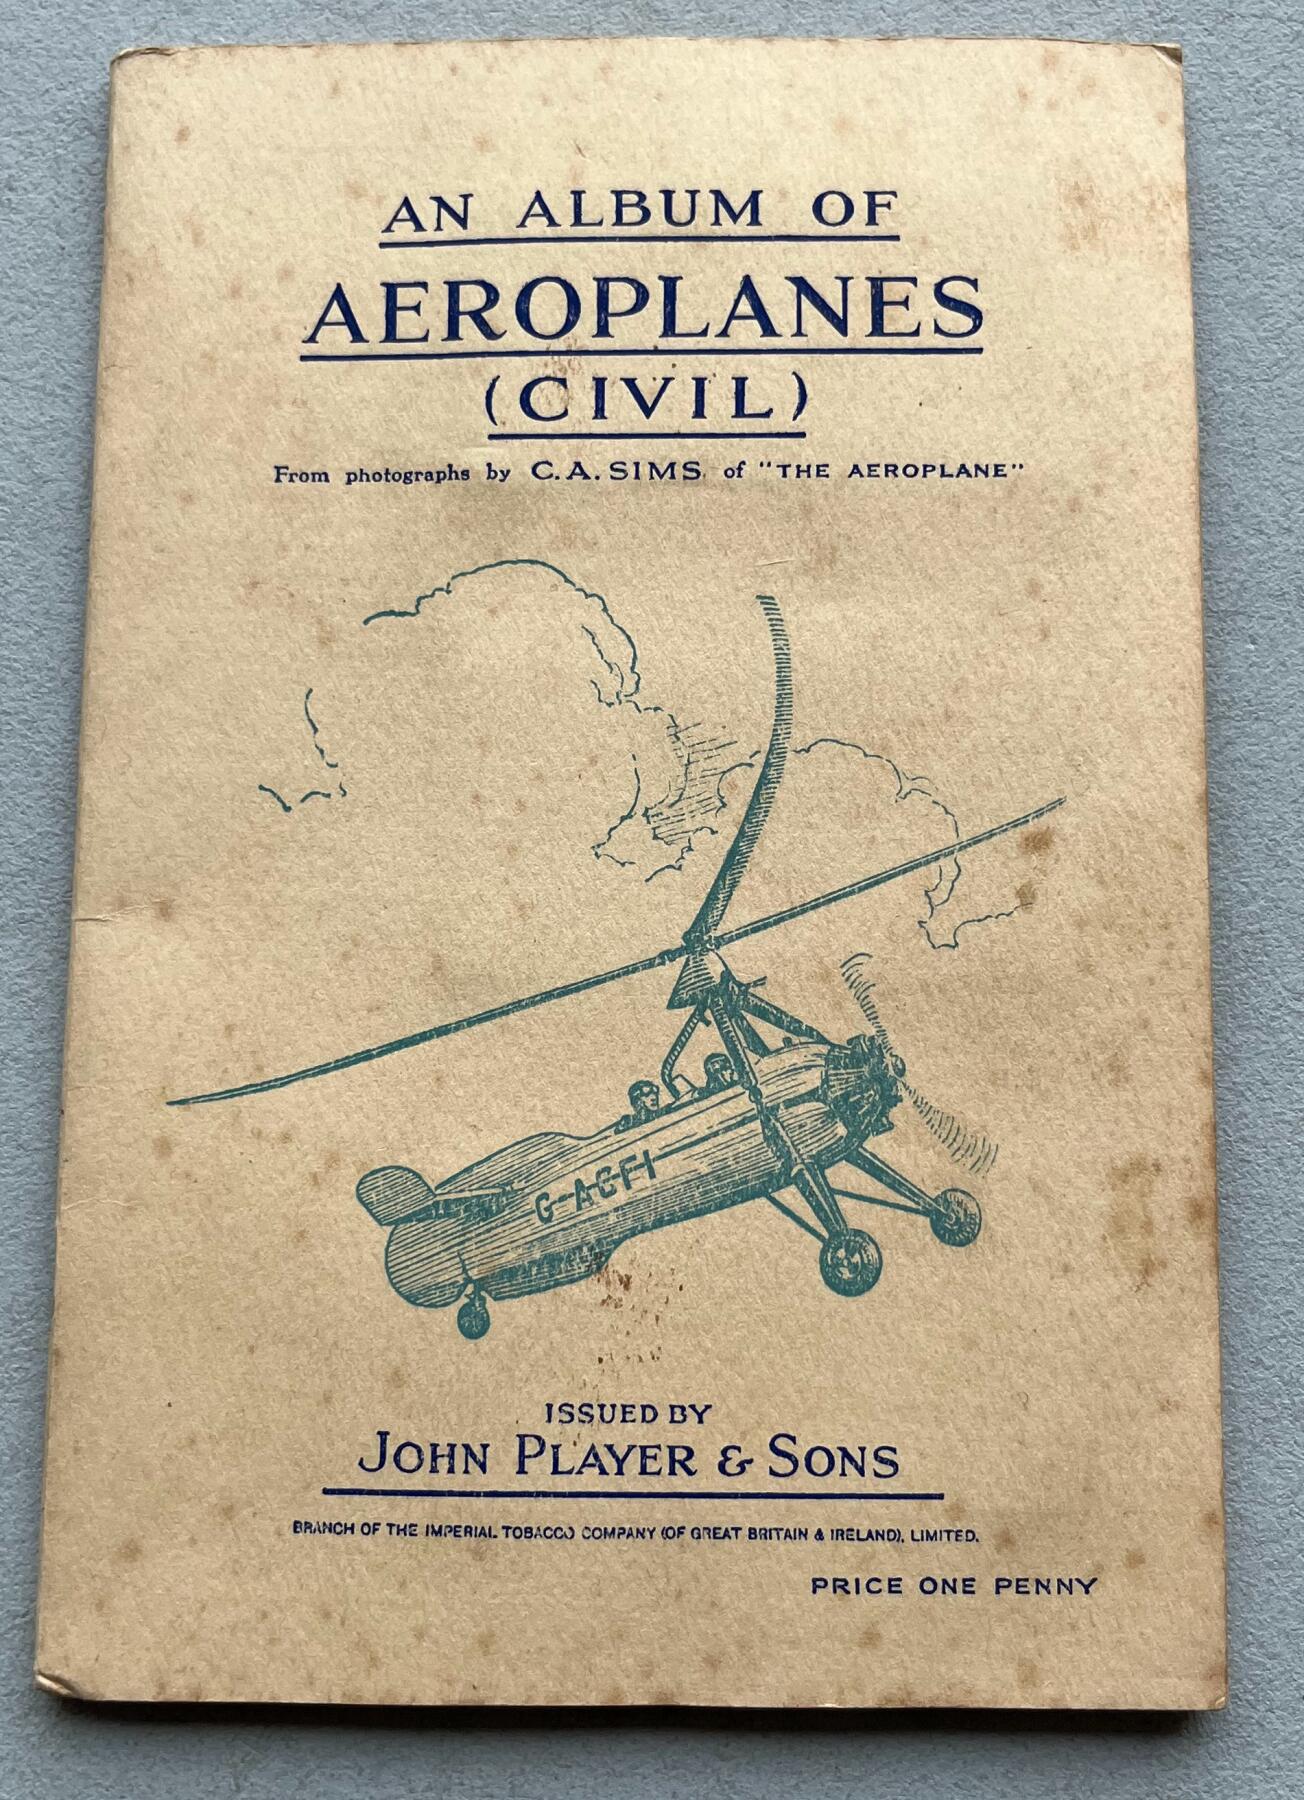 AN ALBUM OF
AEROPLANES
(CIVIL)
From photographs by C.A. SIMS. of "THE AEROPLANE"
G-ACFI
ISSUED BY
JOHN PLAYER & SONS
BRANCH OF THE IMPERIAL TOBACCO COMPANY (OF GREAT BRITAIN & IRELAND), LIMITED.
PRICE ONE PENNY